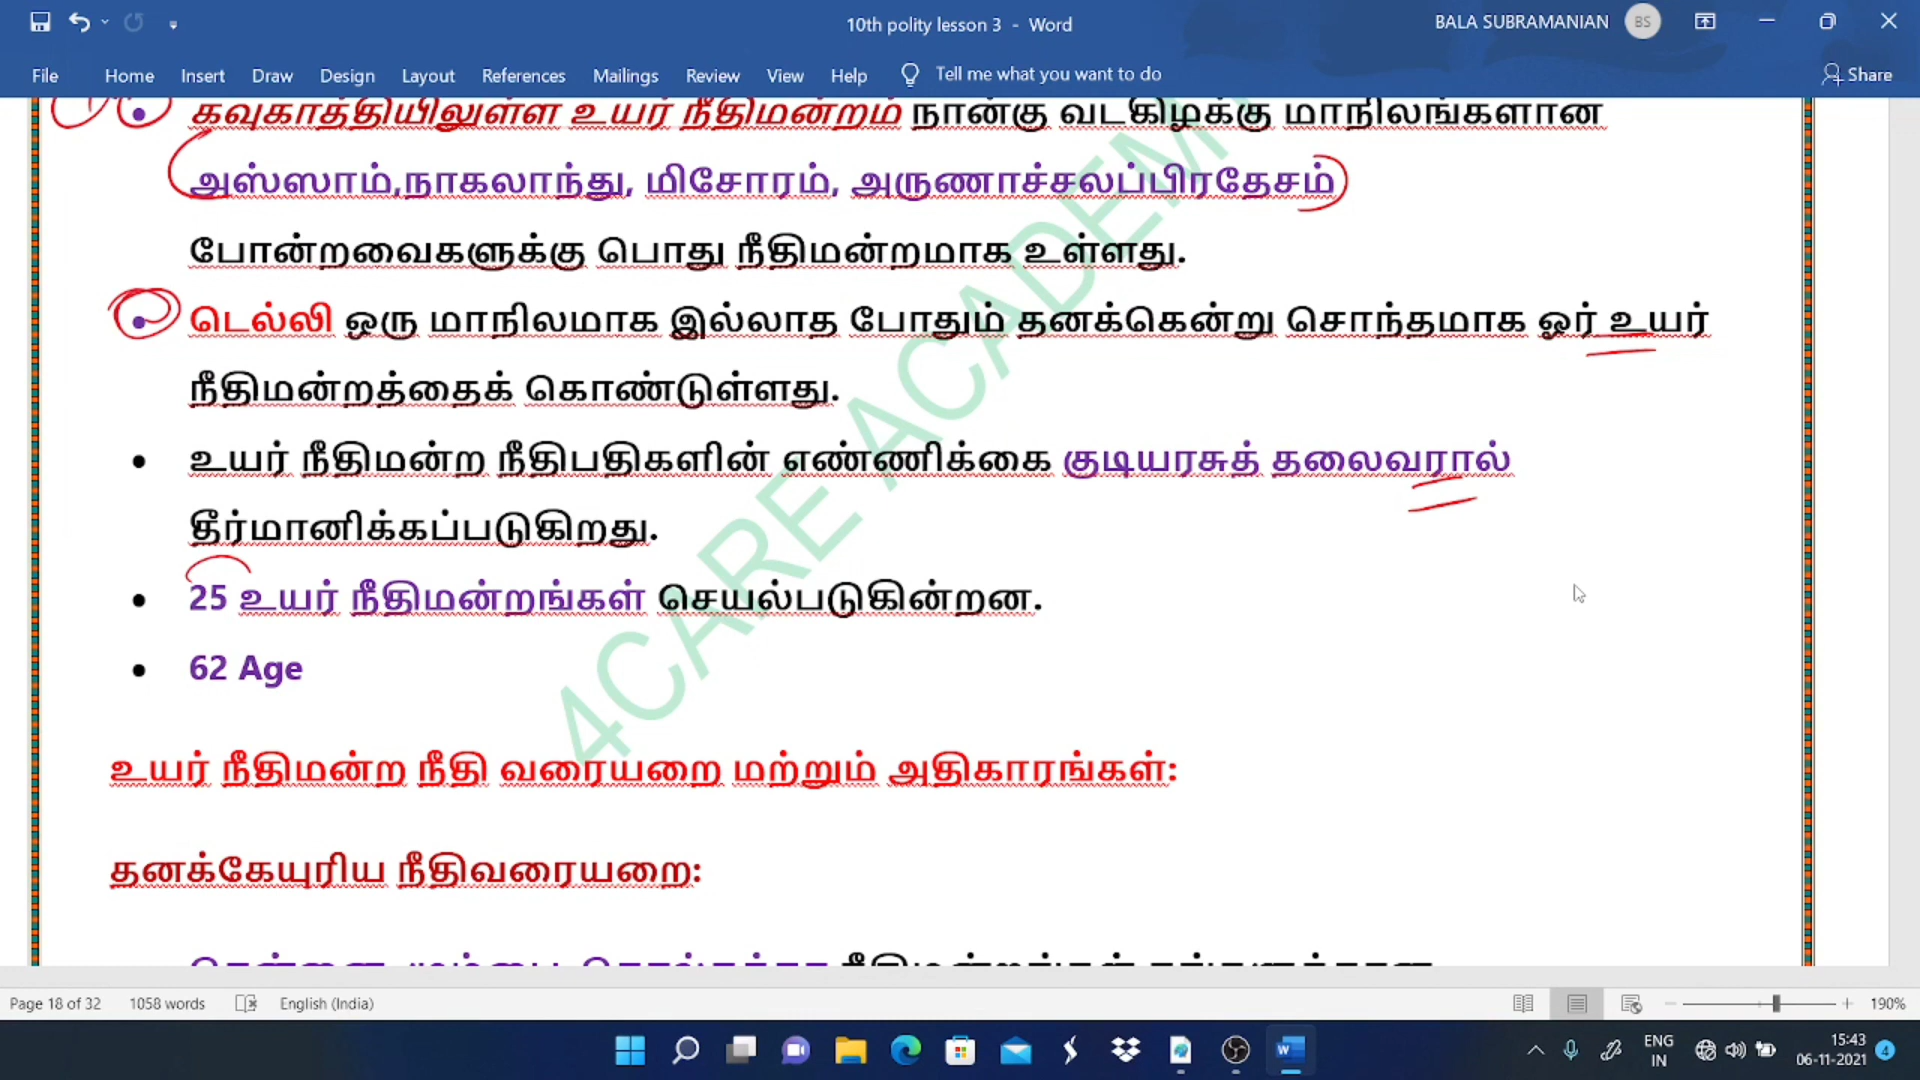 10th polity lesson 3 - Word
BALA SUBRAMANIAN BS
File Home Insert Draw Design Layout References Mailings Review View Help Tell me what you want to do Share
கவுகாத்தியிலுள்ள உயர் நீதிமன்றம் நான்கு வடகிழக்கு மாநிலங்களான
அஸ்ஸாம்,நாகலாந்து, மிசோரம், அருணாச்சலப்பிரதேசம்
போன்றவைகளுக்கு பொது நீதிமன்றமாக உள்ளது.
டெல்லி ஒரு மாநிலமாக இல்லாத போதும் தனக்கென்று சொந்தமாக ஓர் உயர்
நீதிமன்றத்தைக் கொண்டுள்ளது.
உயர் நீதிமன்ற நீதிபதிகளின் எண்ணிக்கை குடியரசுத் தலைவரால்
தீர்மானிக்கப்படுகிறது.
25 உயர் நீதிமன்றங்கள் செயல்படுகின்றன.
62 Age
4CARE ACADEM
உயர் நீதிமன்ற நீதி வரையறை மற்றும் அதிகாரங்கள்:
தனக்கேயுரிய நீதிவரையறை:
Page 18 of 32 1058 words English (India) 190%
ENG
IN
15:43
06-11-2021
4